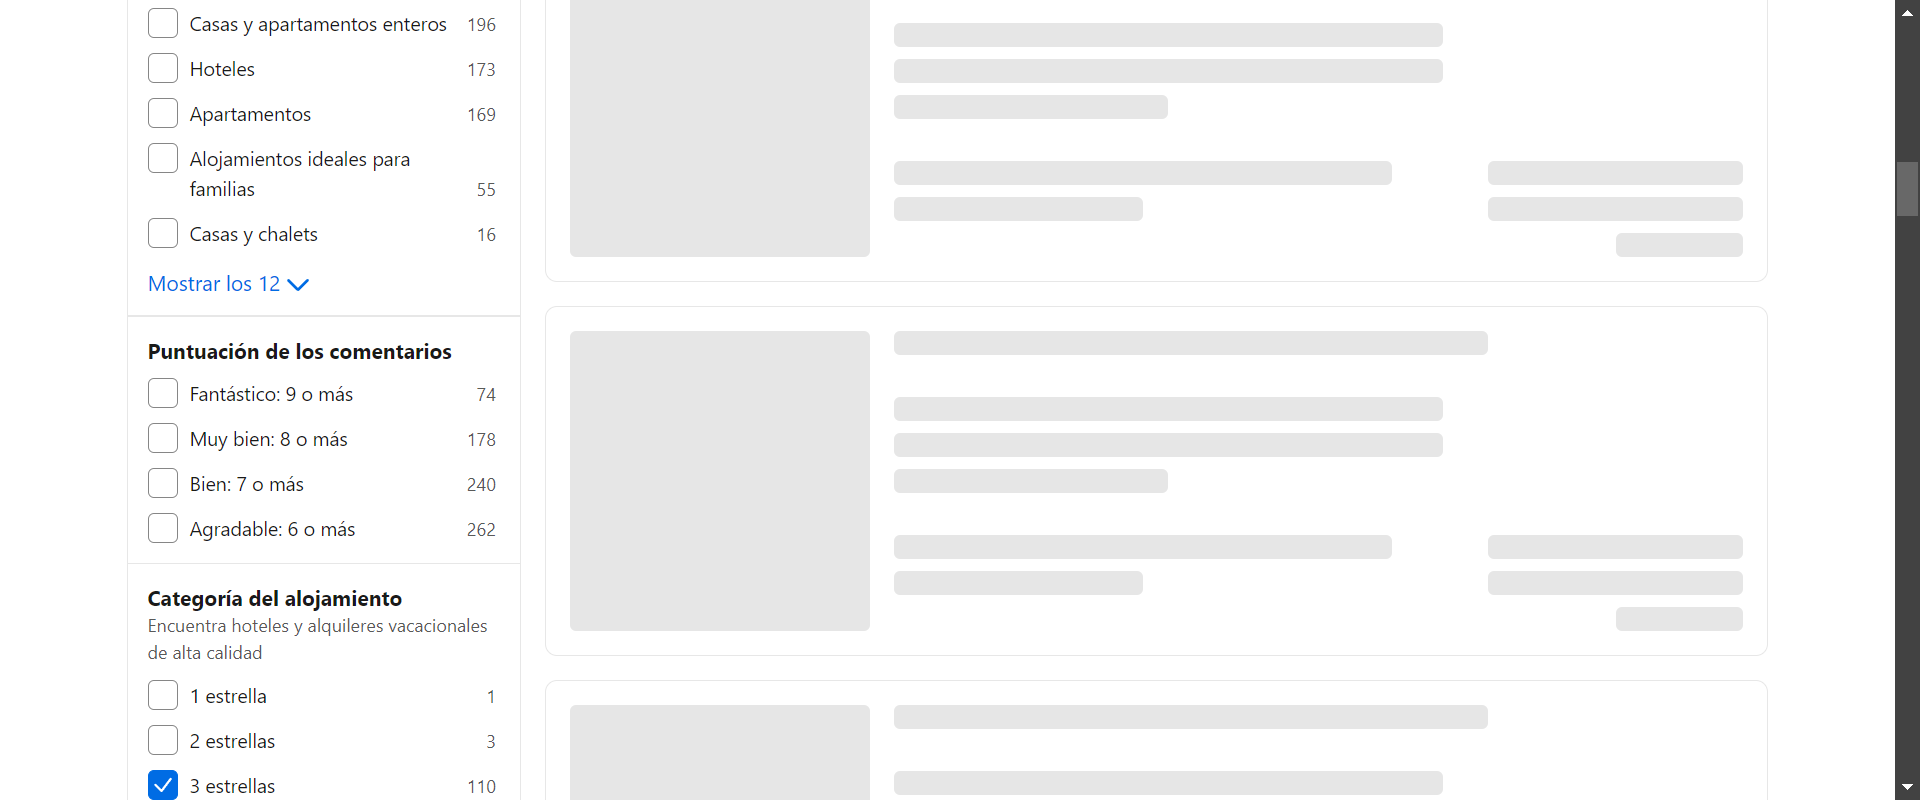 Casas y apartamentos enteros 196
Hoteles 173
Apartamentos 169
Alojamientos ideales para
familias 55
Casas y chalets 16
Mostrar los 12
Puntuación de los comentarios
Fantástico: 9 o más 74
Muy bien: 8 o más 178
Bien: 7 o más 240
Agradable: 6 o más 262
Categoría del alojamiento
Encuentra hoteles y alquileres vacacionales
de alta calidad
1 estrella 1
2 estrellas 3
3 estrellas 110